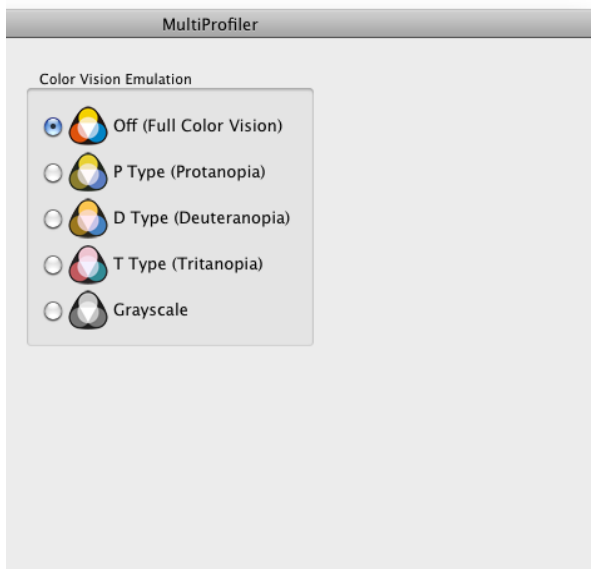 MultiProfiler
Color Vision Emulation
Off (Full Color Vision)
P Type (Protanopia)
D Type (Deuteranopia)
T Type (Tritanopia)
Grayscale